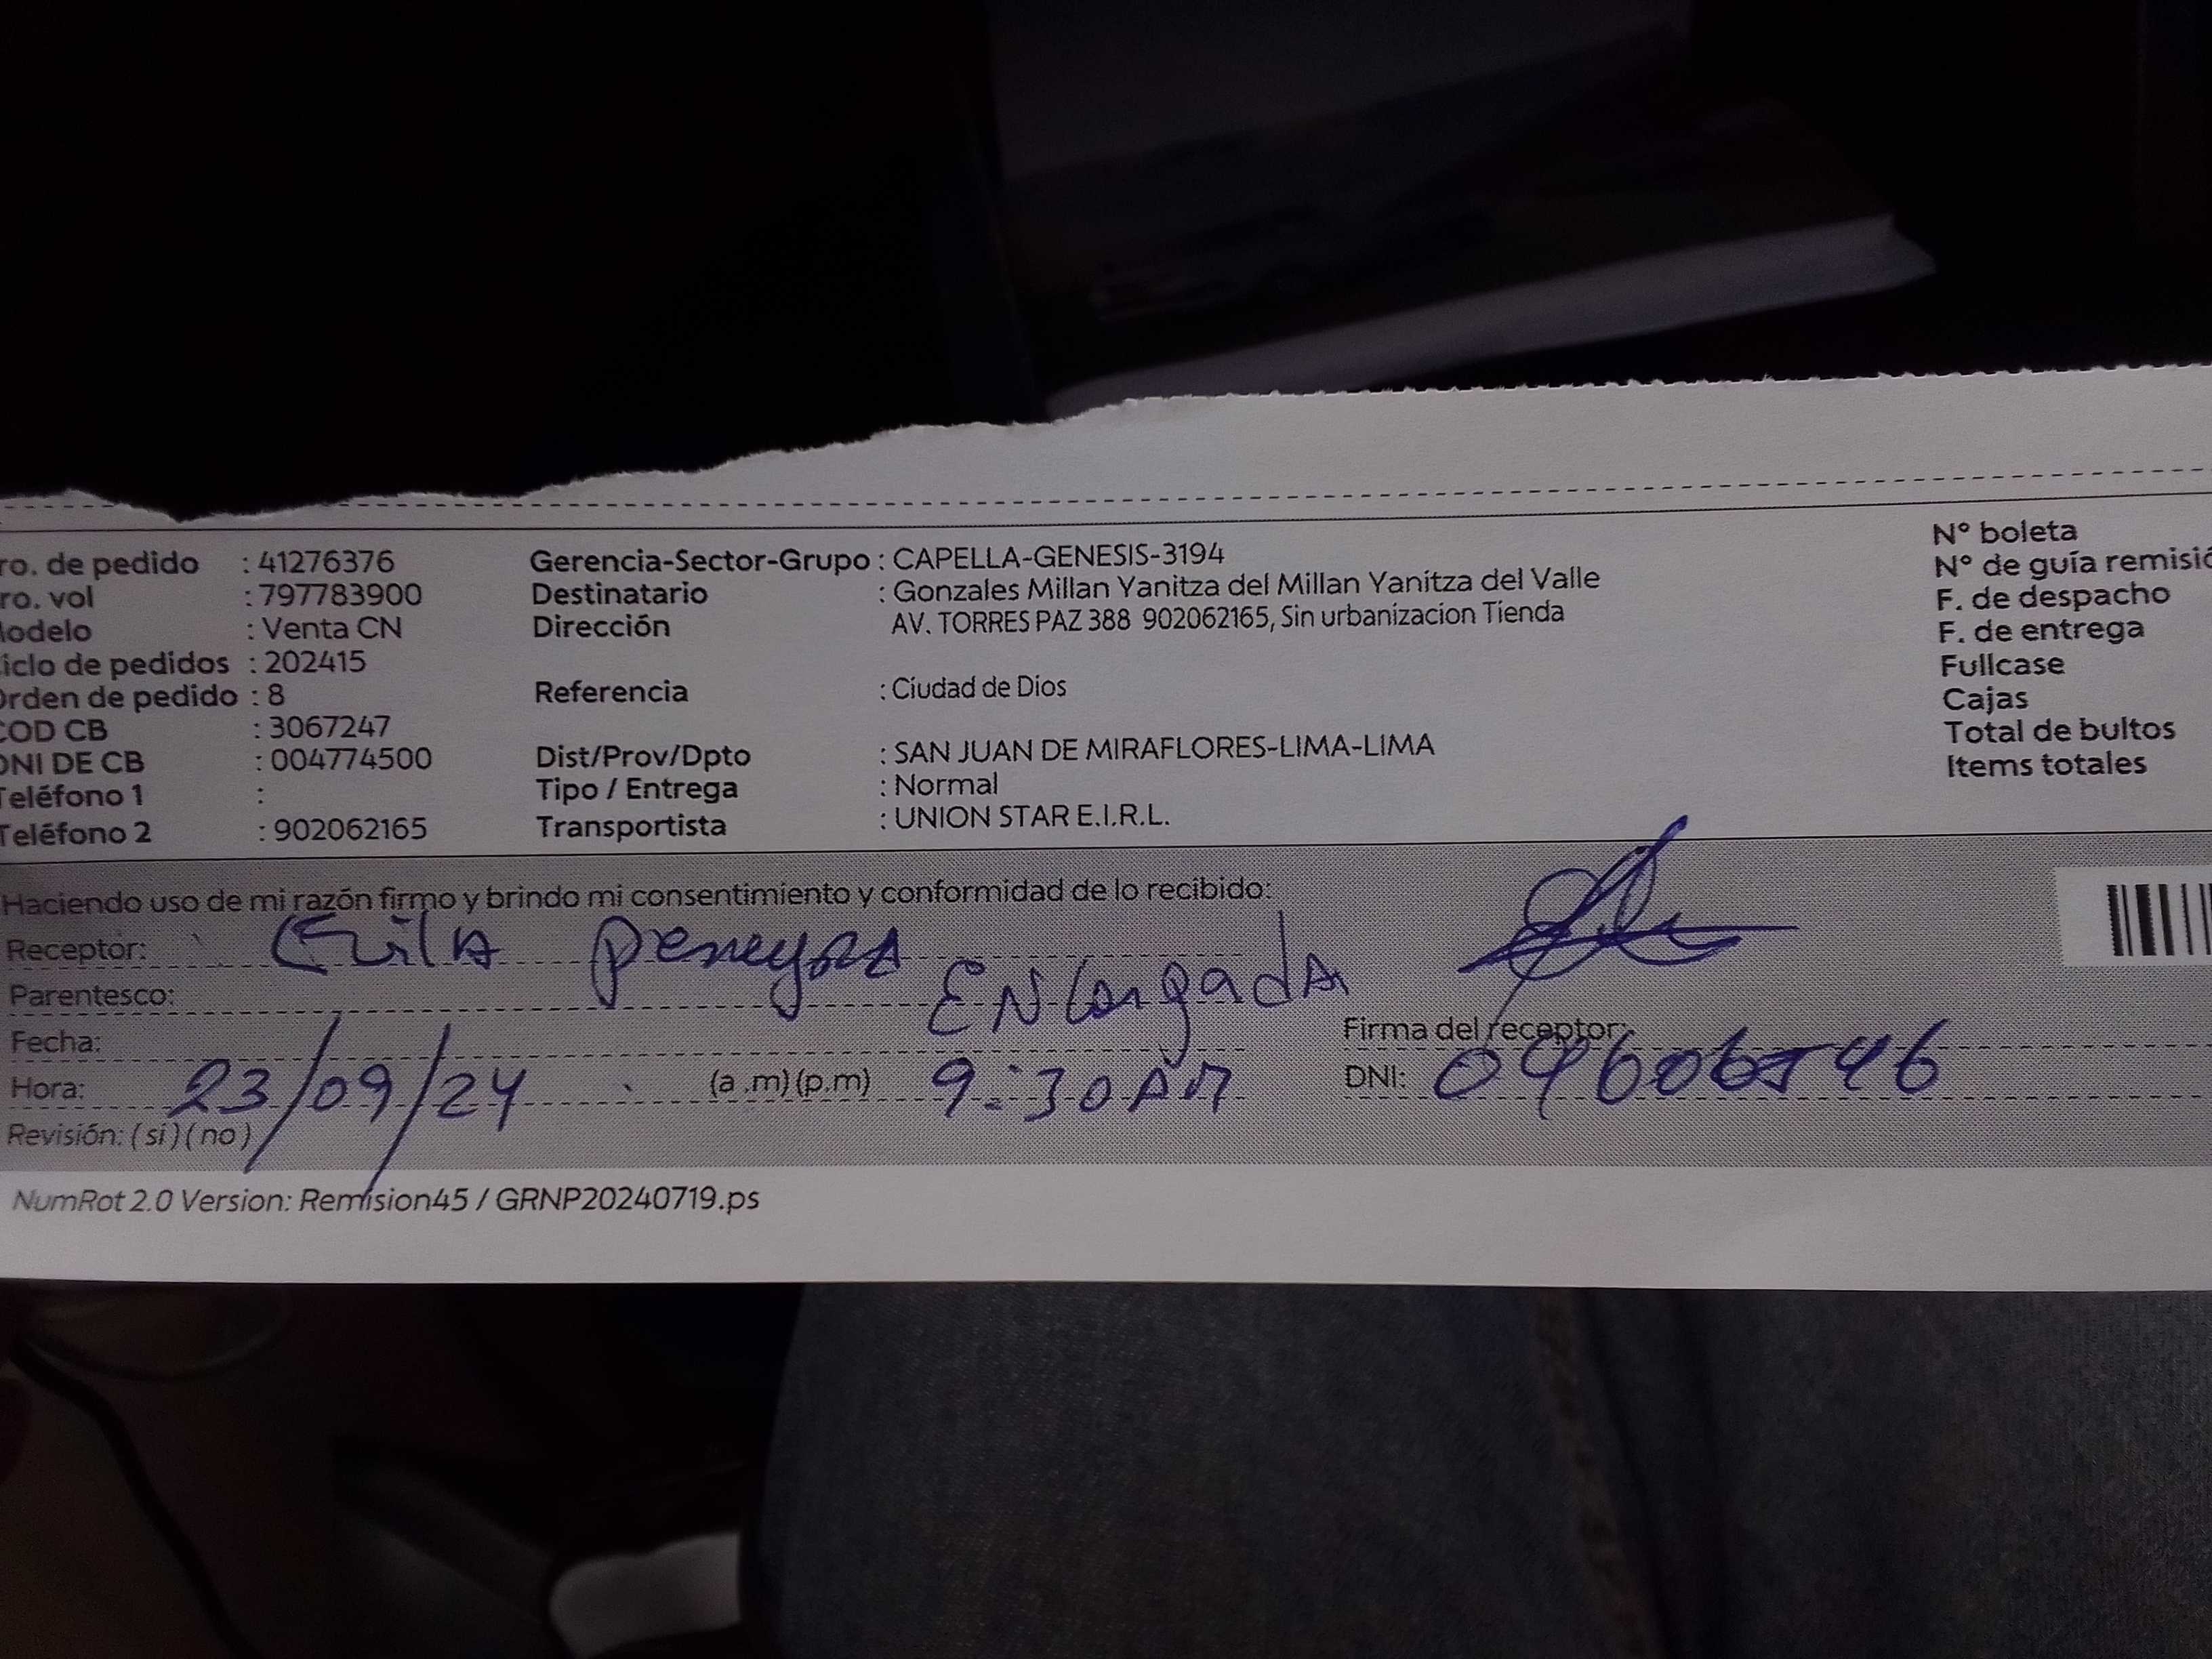 ro. de pedido : 41276376 Gerencia-Sector-Grupo : CAPELLA-GENESIS-3194 N° boleta
ro. vol : 797783900 Destinatario : Gonzales Millan Yanitza del Millan Yanitza del Valle N° de guía remisió
odelo : Venta CN Dirección AV. TORRES PAZ 388 902062165, Sin urbanizacion Tienda F. de despacho
iclo de pedidos : 202415 F. de entrega
Orden de pedido : 8 Referencia : Ciudad de Dios Fullcase
COD CB : 3067247 Cajas
DNI DE CB : 004774500 Dist/Prov/Dpto : SAN JUAN DE MIRAFLORES-LIMA-LIMA Total de bultos
Teléfono 1 : Tipo / Entrega : Normal Items totales
Teléfono 2 : 902062165 Transportista : UNION STAR E.I.R.L.
Haciendo uso de mi razón firmo y brindo mi consentimiento y conformidad de lo recibido:
Receptor:
Parentesco: ENcargadA
Fecha: Firma del receptor:
Hora: 23/09/24 (a .m)(p.m) 9:30 AM DNI:
Revisión: (si)(no)
NumRot 2.0 Version: Remision45 / GRNP20240719.ps